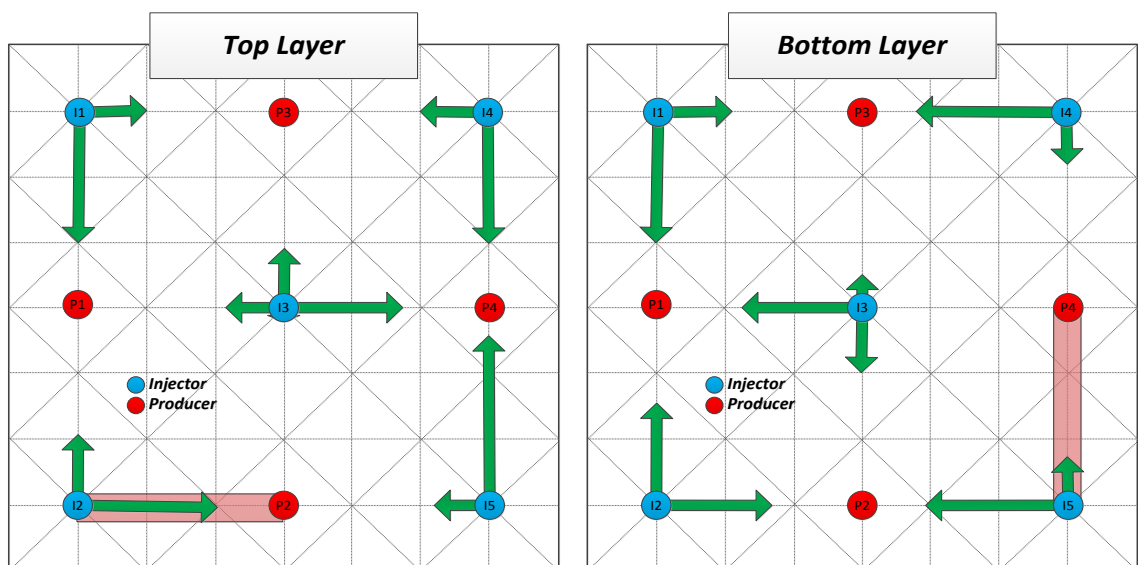 Top Layer
Bottom Layer
I1
P3
I4
I1
P3
I4
P1
I3
P4
P1
I3
P4
Injector
Producer
Injector
Producer
I2
P2
I5
I2
P2
I5